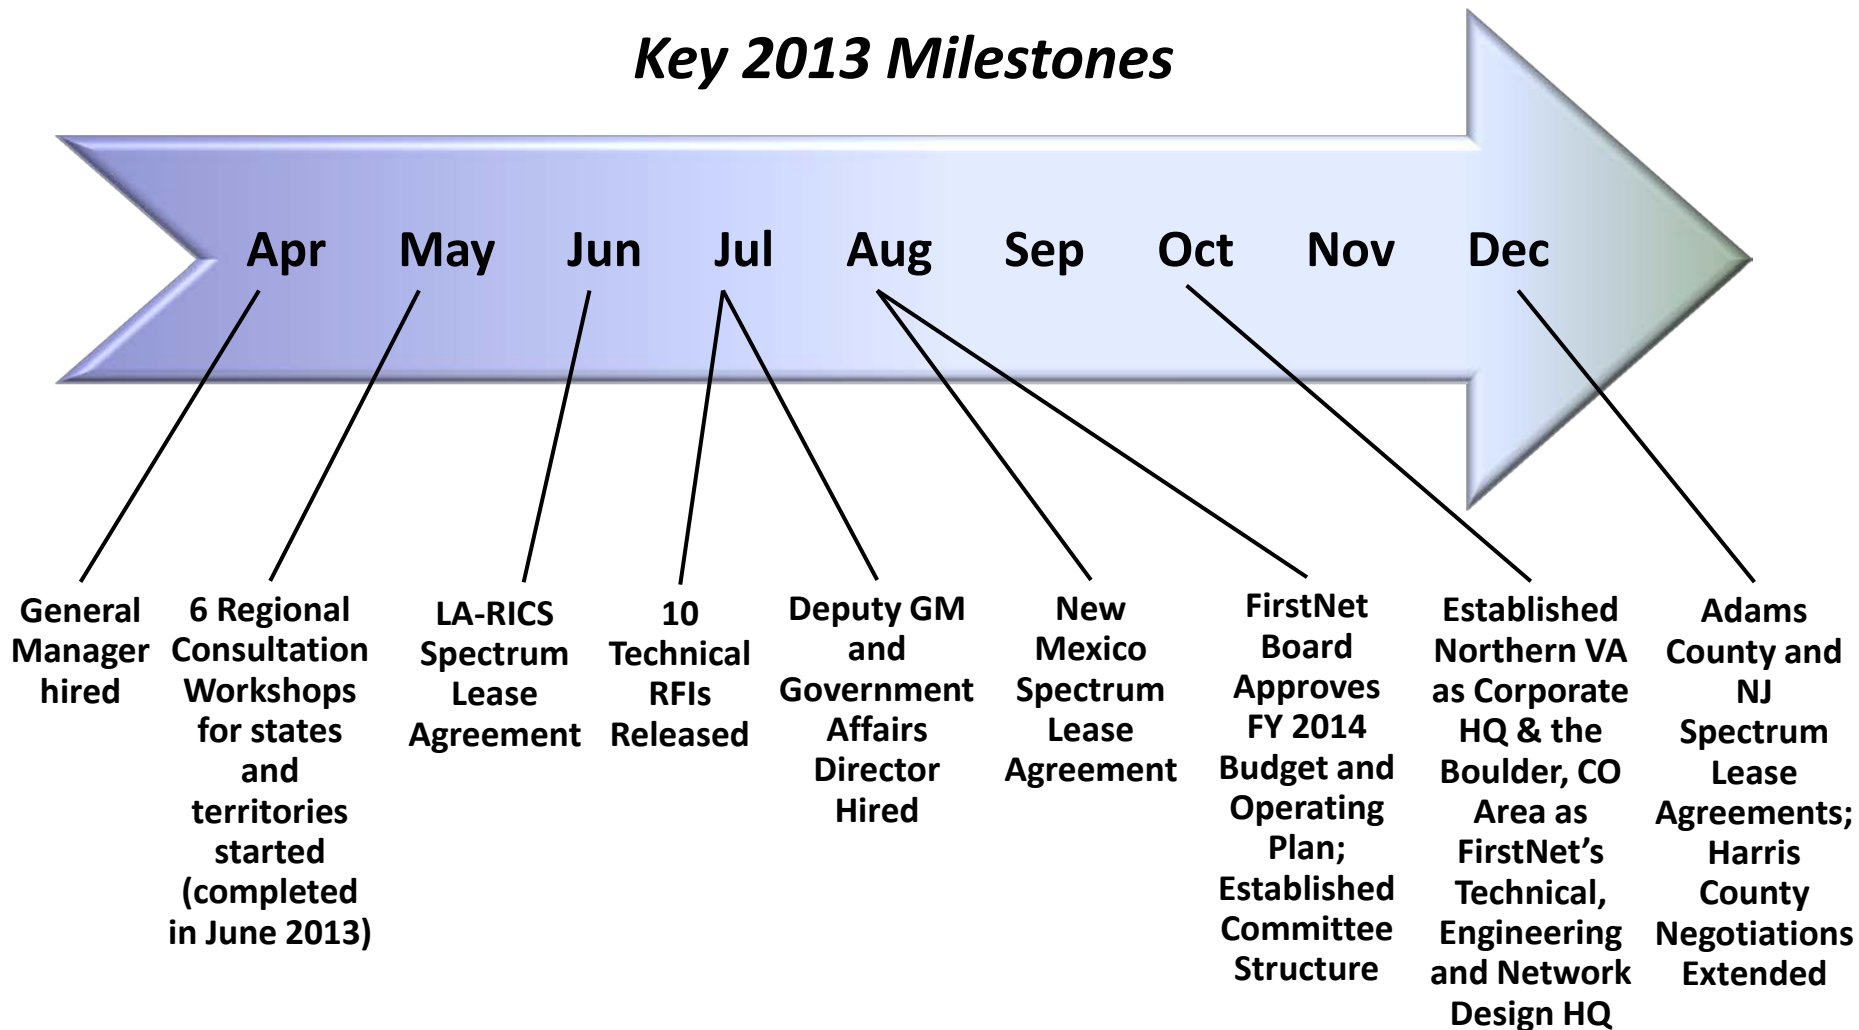 Key 2013 Milestones
Apr May Jun Jul Aug Sep Oct Nov Dec
General
Manager
hired
6 Regional
Consultation
Workshops
for states
and
territories
started
(completed
in June 2013)
LA-RICS
Spectrum
Lease
Agreement
10
Technical
RFIs
Released
Deputy GM
and
Government
Affairs
Director
Hired
New
Mexico
Spectrum
Lease
Agreement
FirstNet
Board
Approves
FY 2014
Budget and
Operating
Plan;
Established
Committee
Structure
Established
Northern VA
as Corporate
HQ & the
Boulder, CO
Area as
FirstNet’s
Technical,
Engineering
and Network
Design HQ
Adams
County and
NJ
Spectrum
Lease
Agreements;
Harris
County
Negotiations
Extended